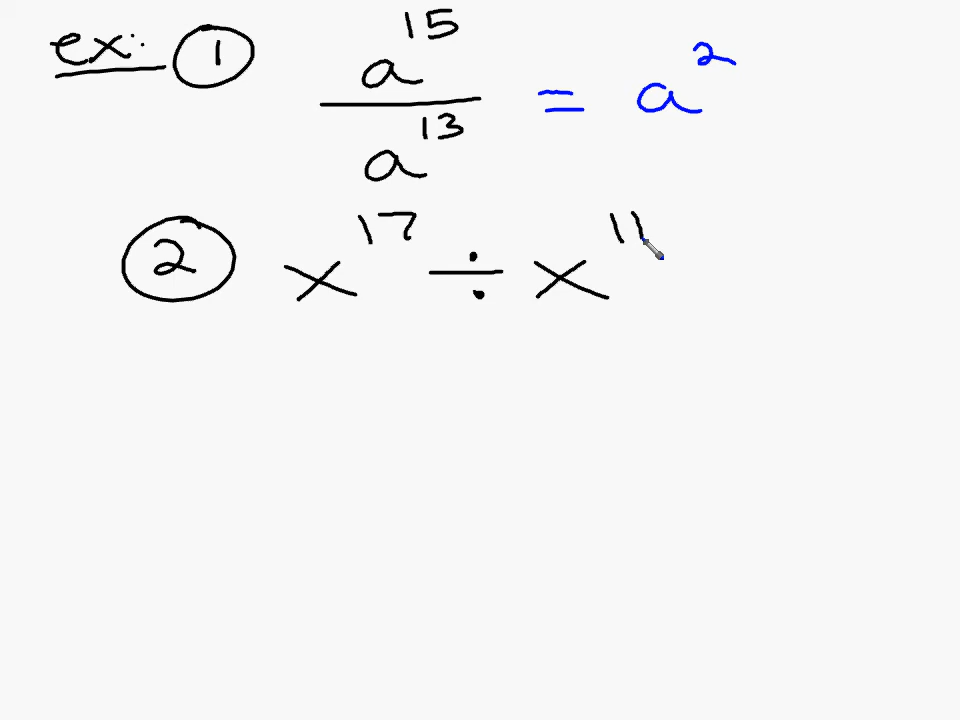 ex: ① a¹⁵/a¹³ = a²
② x¹⁷ ÷ x¹¹